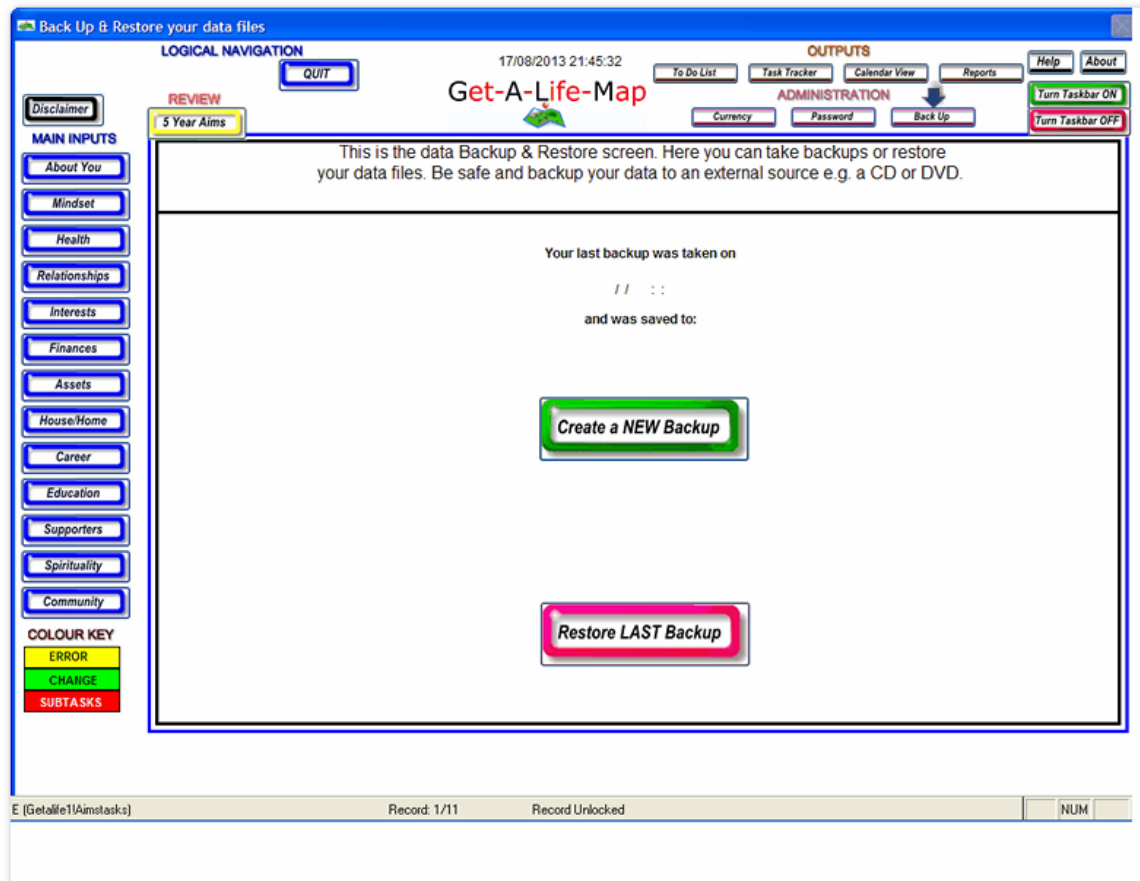 Back Up & Restore your data files
LOGICAL NAVIGATION
QUIT
17/08/2013 21:45:32
Get-A-Life-Map
OUTPUTS
To Do List
Task Tracker
Calendar View
Reports
Help
About
ADMINISTRATION
Currency
Password
Back Up
Turn Taskbar ON
Turn Taskbar OFF
Disclaimer
REVIEW
5 Year Aims
MAIN INPUTS
About You
Mindset
Health
Relationships
Interests
Finances
Assets
House/Home
Career
Education
Supporters
Spirituality
Community
COLOUR KEY
ERROR
CHANGE
SUBTASKS
This is the data Backup & Restore screen. Here you can take backups or restore
your data files. Be safe and backup your data to an external source e.g. a CD or DVD.
Your last backup was taken on
/ / : :
and was saved to:
Create a NEW Backup
Restore LAST Backup
E (Getalife1!Aimstasks)
Record: 1/11
Record Unlocked
NUM